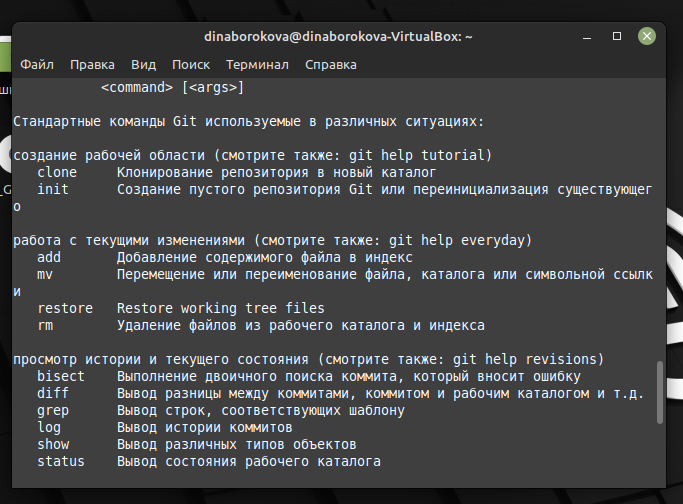 dinaborokova@dinaborokova-VirtualBox: ~
Файл Правка Вид Поиск Терминал Справка
<command> [<args>]
Стандартные команды Git используемые в различных ситуациях:
создание рабочей области (смотрите также: git help tutorial)
clone Клонирование репозитория в новый каталог
init Создание пустого репозитория Git или переинициализация существующег
о
работа с текущими изменениями (смотрите также: git help everyday)
add Добавление содержимого файла в индекс
mv Перемещение или переименование файла, каталога или символьной ссылк
и
restore Restore working tree files
rm Удаление файлов из рабочего каталога и индекса
просмотр истории и текущего состояния (смотрите также: git help revisions)
bisect Выполнение двоичного поиска коммита, который вносит ошибку
diff Вывод разницы между коммитами, коммитом и рабочим каталогом и т.д.
grep Вывод строк, соответствующих шаблону
log Вывод истории коммитов
show Вывод различных типов объектов
status Вывод состояния рабочего каталога